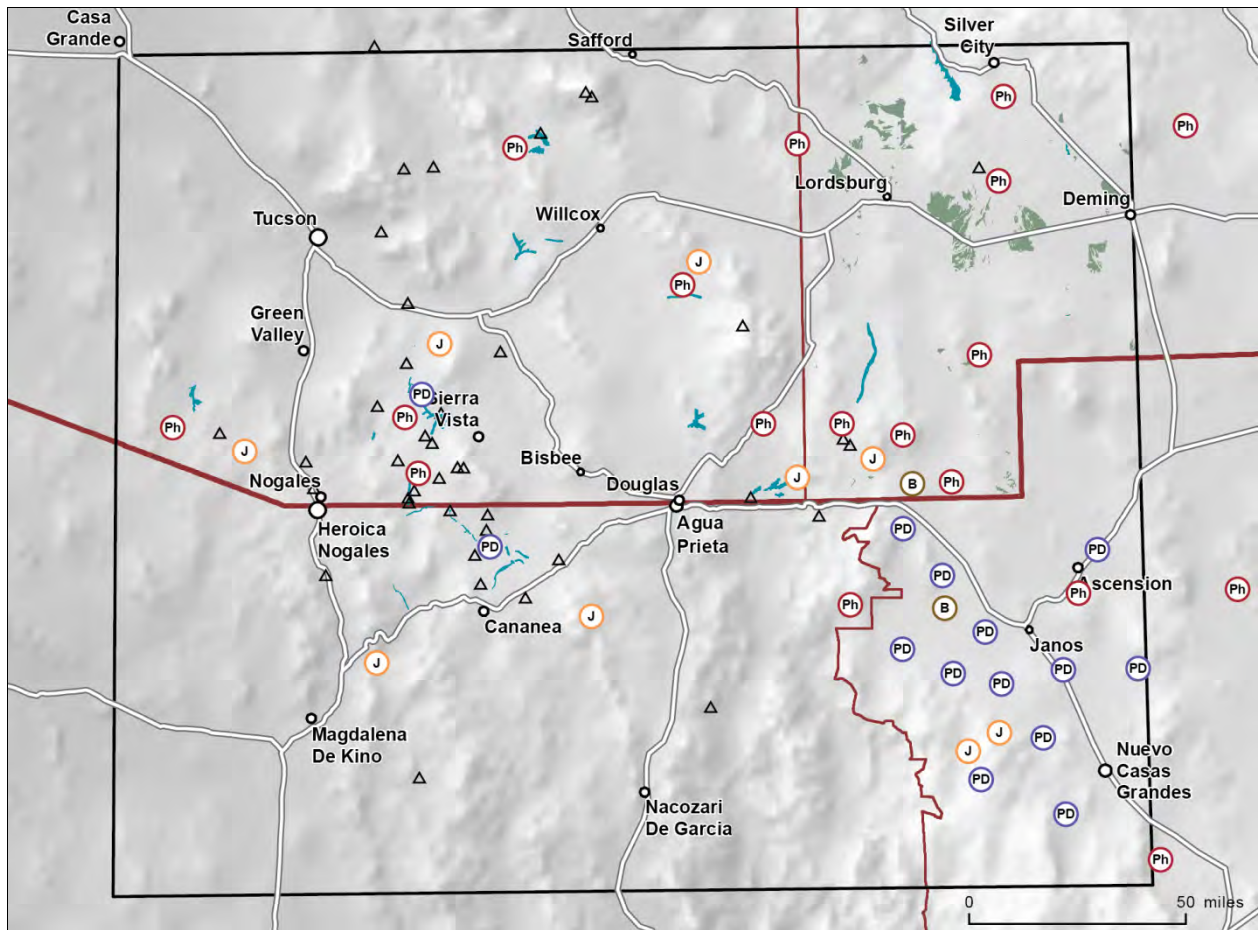 Casa
Grande
Safford
Silver
City
Ph
Ph
Ph
Ph
Ph
Lordsburg
Deming
Tucson
Willcox
J
Ph
Green
Valley
J
Ph
PD
Sierra
Vista
Ph
Ph
Ph
Ph
Ph
J
Bisbee
J
Ph
J
B
Ph
Nogales
Douglas
Heroica
Nogales
Agua
Prieta
PD
PD
PD
PD
Ascension
Ph
Ph
Ph
B
Cananea
J
PD
Janos
PD
J
PD
PD
PD
PD
Magdalena
De Kino
J
J
PD
Nuevo
Casas
Grandes
PD
Nacozari
De Garcia
PD
Ph
0 50 miles